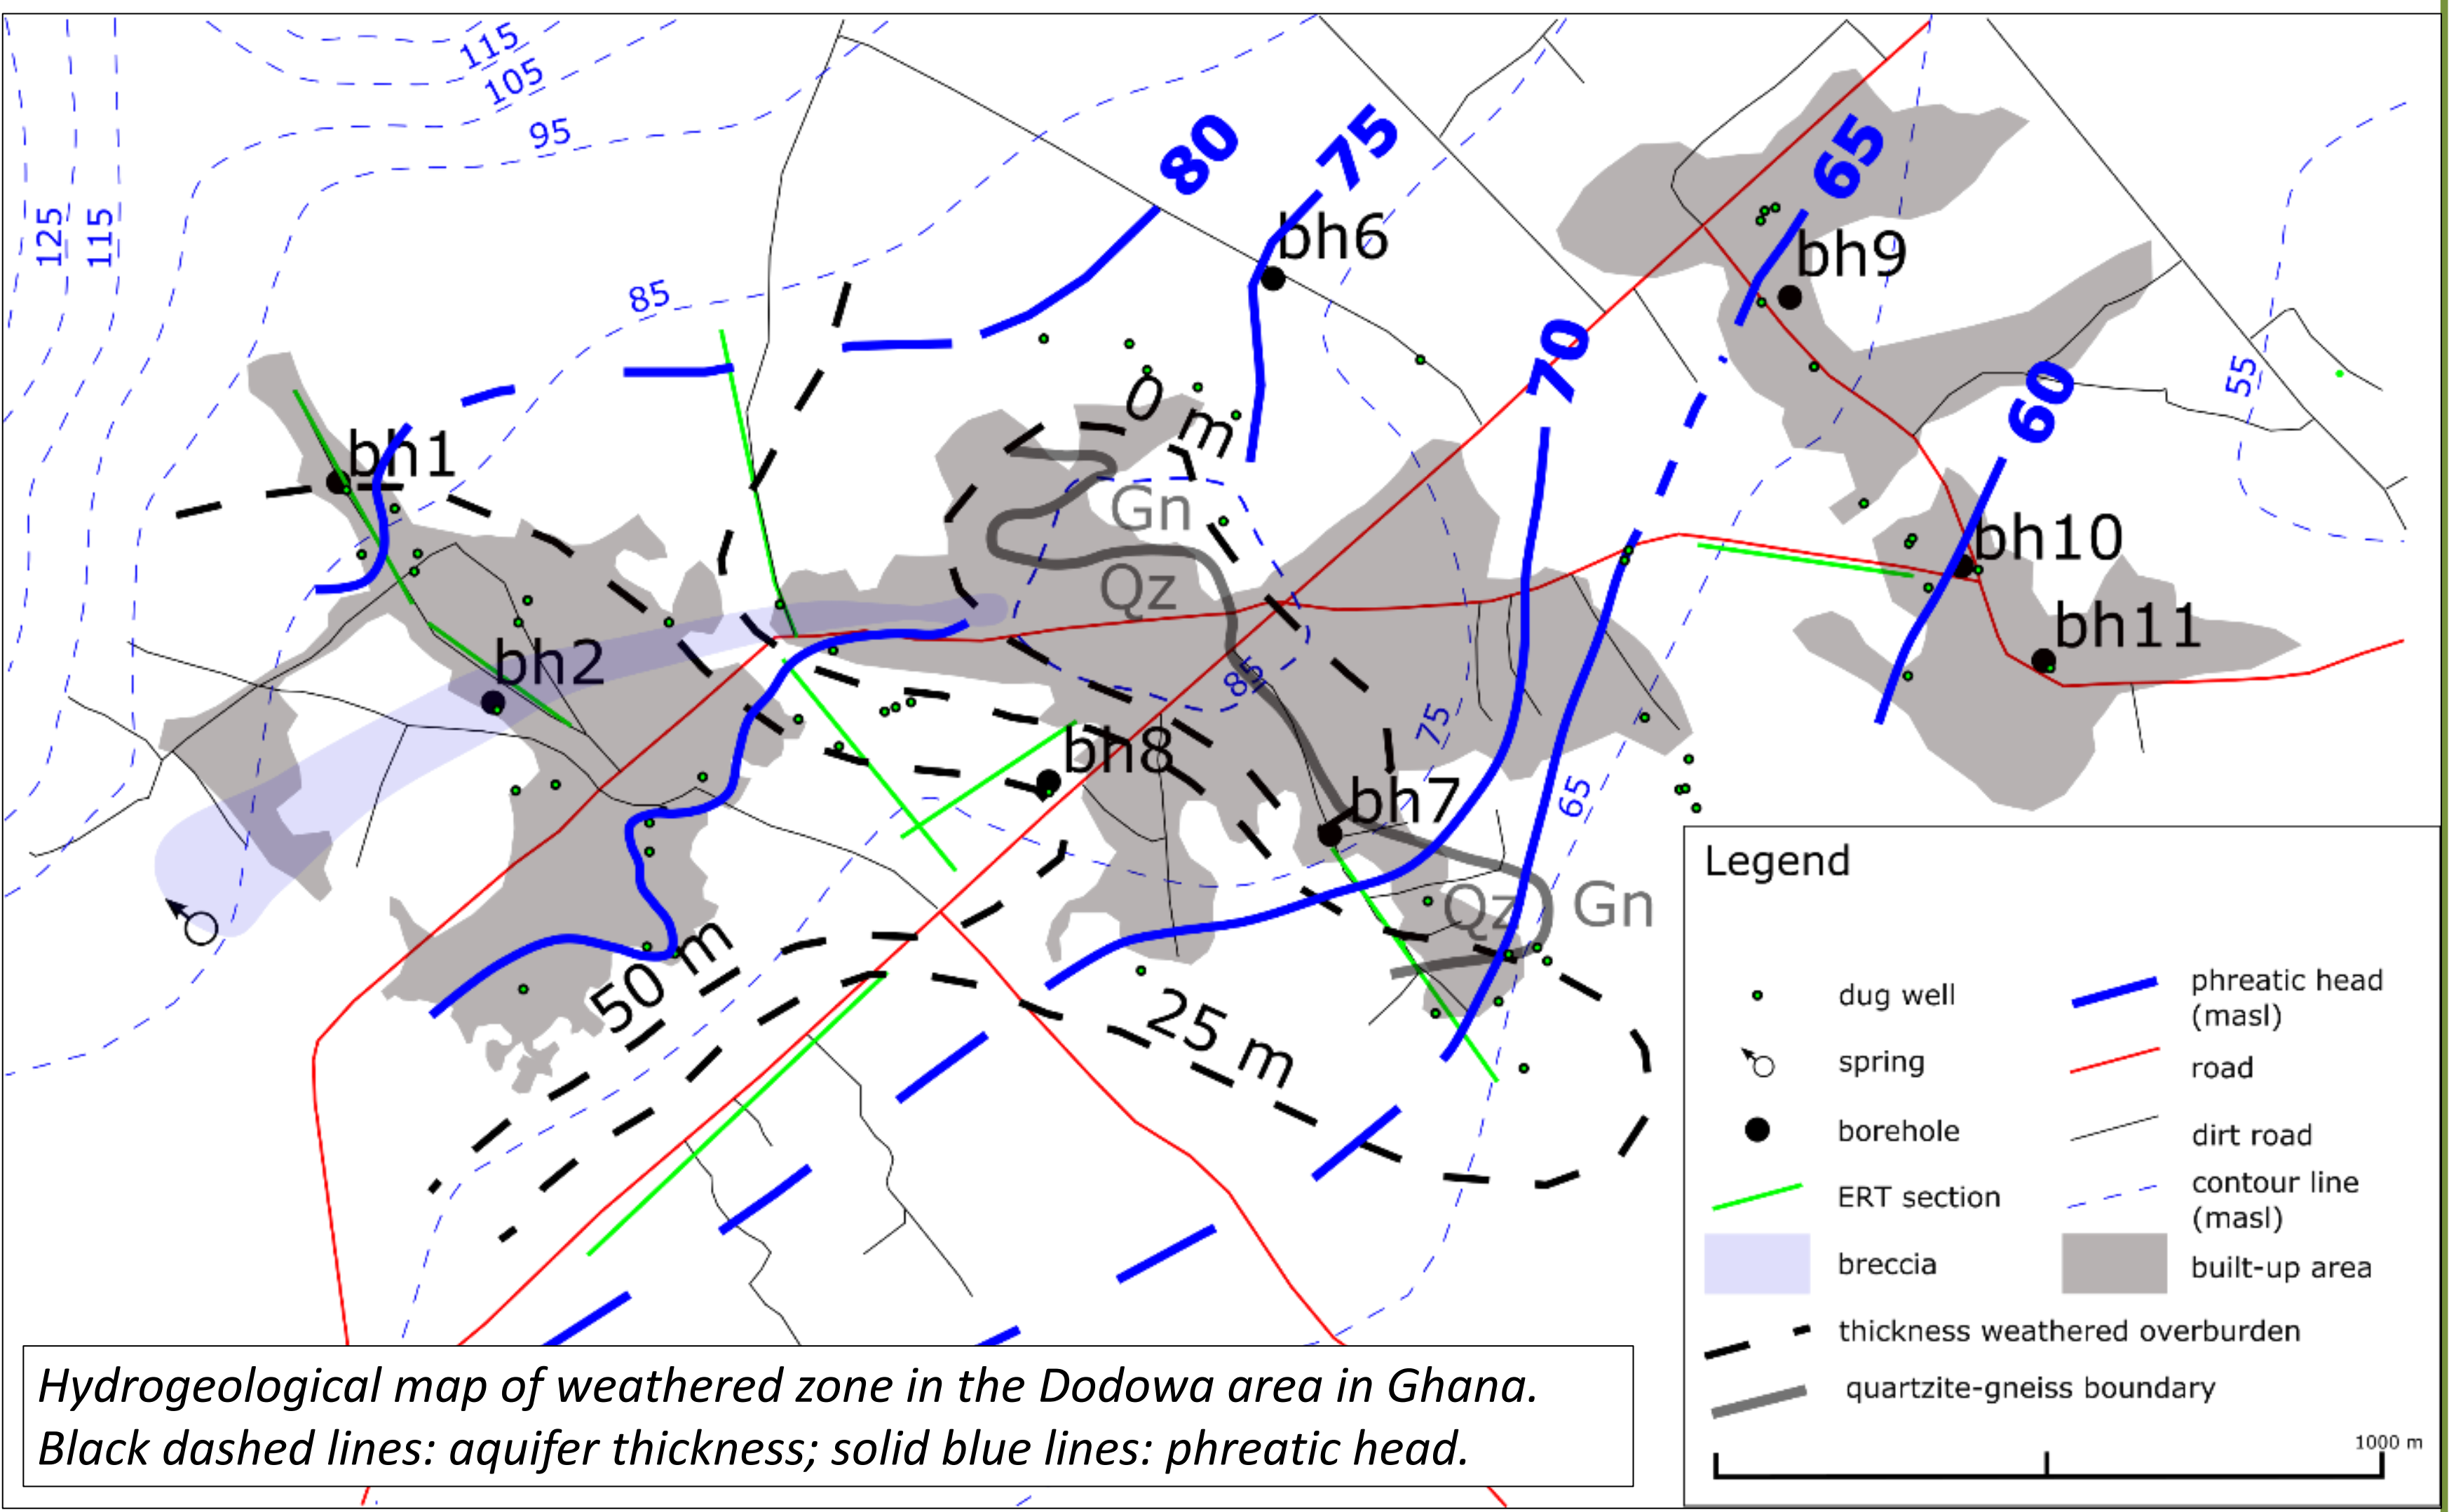 115
105
95
125
115
85
80
75
65
70
60
55
bh6
bh9
bh1
0 m
Gn
Qz
bh10
bh11
bh2
85
75
bh8
bh7
65
Qz
Gn
50 m
25 m
Legend
dug well
spring
borehole
ERT section
breccia
phreatic head
(masl)
road
dirt road
contour line
(masl)
built-up area
thickness weathered overburden
quartzite-gneiss boundary
1000 m
Hydrogeological map of weathered zone in the Dodowa area in Ghana.
Black dashed lines: aquifer thickness; solid blue lines: phreatic head.